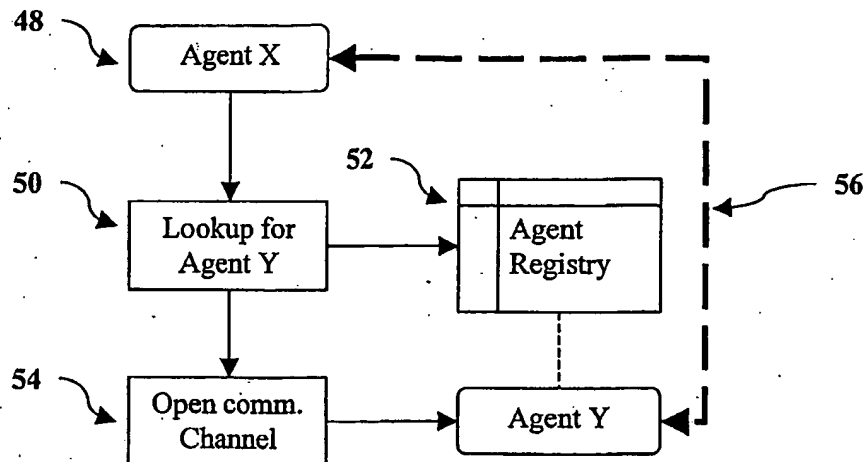 48
Agent X
50
Lookup for
Agent Y
52
Agent
Registry
56
54
Open comm.
Channel
Agent Y